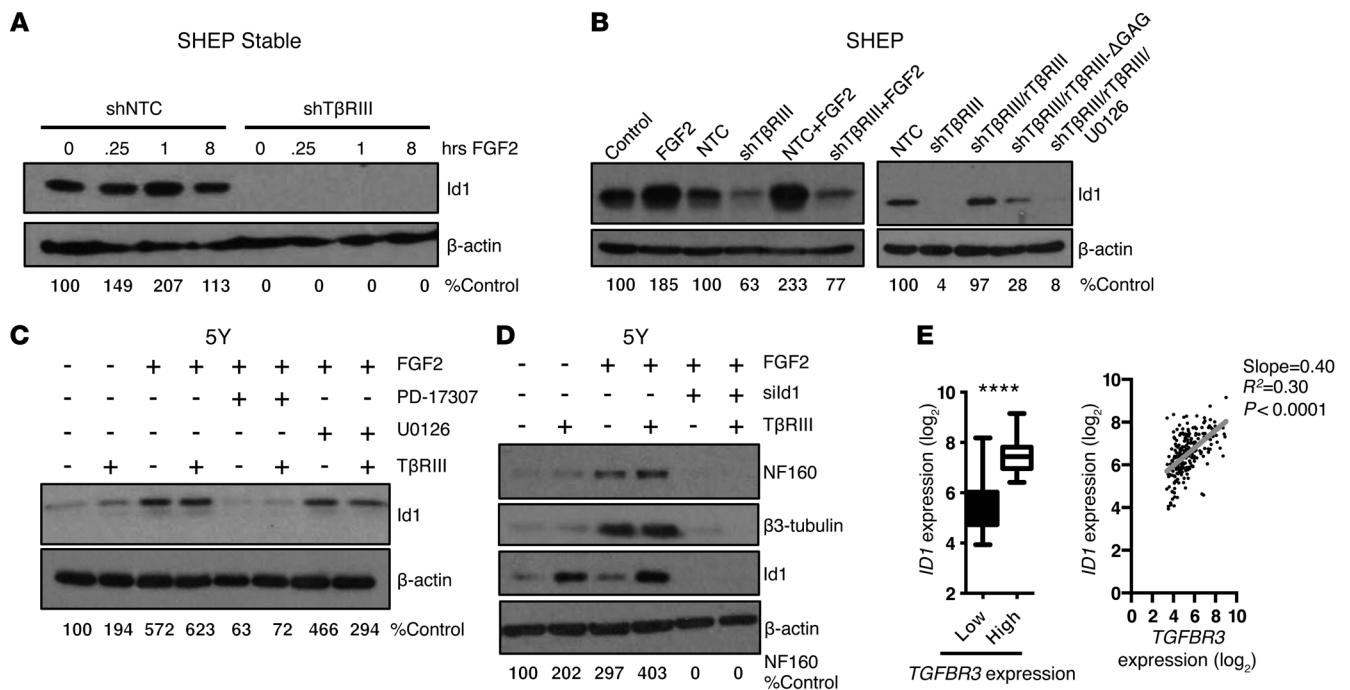 A
SHEP Stable
shNTC
shTβRIII
0 .25 1 8 0 .25 1 8 hrs FGF2
Id1
β-actin
100 149 207 113 0 0 0 0 %Control
B
SHEP
Control FGF2 NTC shTβRIII NTC+FGF2 shTβRIII+FGF2
NTC shTβRIII shTβRIII/rTβRIII shTβRIII/rTβRIII-ΔGAG shTβRIII/rTβRIII/
U0126
Id1
β-actin
100 185 100 63 233 77 100 4 97 28 8 %Control
C
5Y
- - + + + + + + FGF2
- - - - + + - - PD-17307
- - - - - - + + U0126
- + - + - + - + TβRIII
Id1
β-actin
100 194 572 623 63 72 466 294 %Control
D
5Y
- - + + + + FGF2
- - - - + + siId1
- + - + - + TβRIII
NF160
β3-tubulin
Id1
β-actin
100 202 297 403 0 0 NF160
%Control
E
ID1 expression (log2)
10
8
6
4
2
****
Low High
TGFBR3 expression
ID1 expression (log2)
10
8
6
4
2
0
0 2 4 6 8 10
TGFBR3
expression (log2)
Slope=0.40
R²=0.30
P< 0.0001